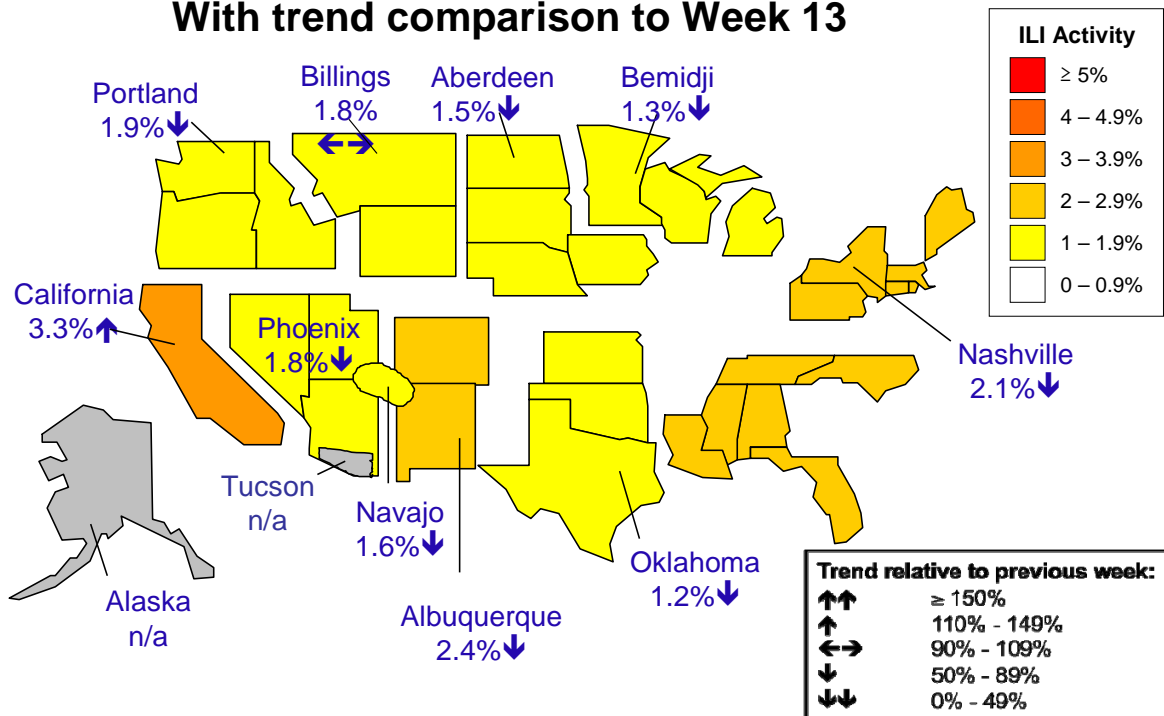 With trend comparison to Week 13
ILI Activity
≥ 5%
4 – 4.9%
3 – 3.9%
2 – 2.9%
1 – 1.9%
0 – 0.9%
Portland
1.9%
Billings
1.8%
Aberdeen
1.5%
Bemidji
1.3%
California
3.3%
Phoenix
1.8%
Nashville
2.1%
Tucson
n/a
Navajo
1.6%
Oklahoma
1.2%
Alaska
n/a
Albuquerque
2.4%
Trend relative to previous week:
↑↑ ≥ 150%
↑ 110% - 149%
←→ 90% - 109%
↓ 50% - 89%
↓↓ 0% - 49%